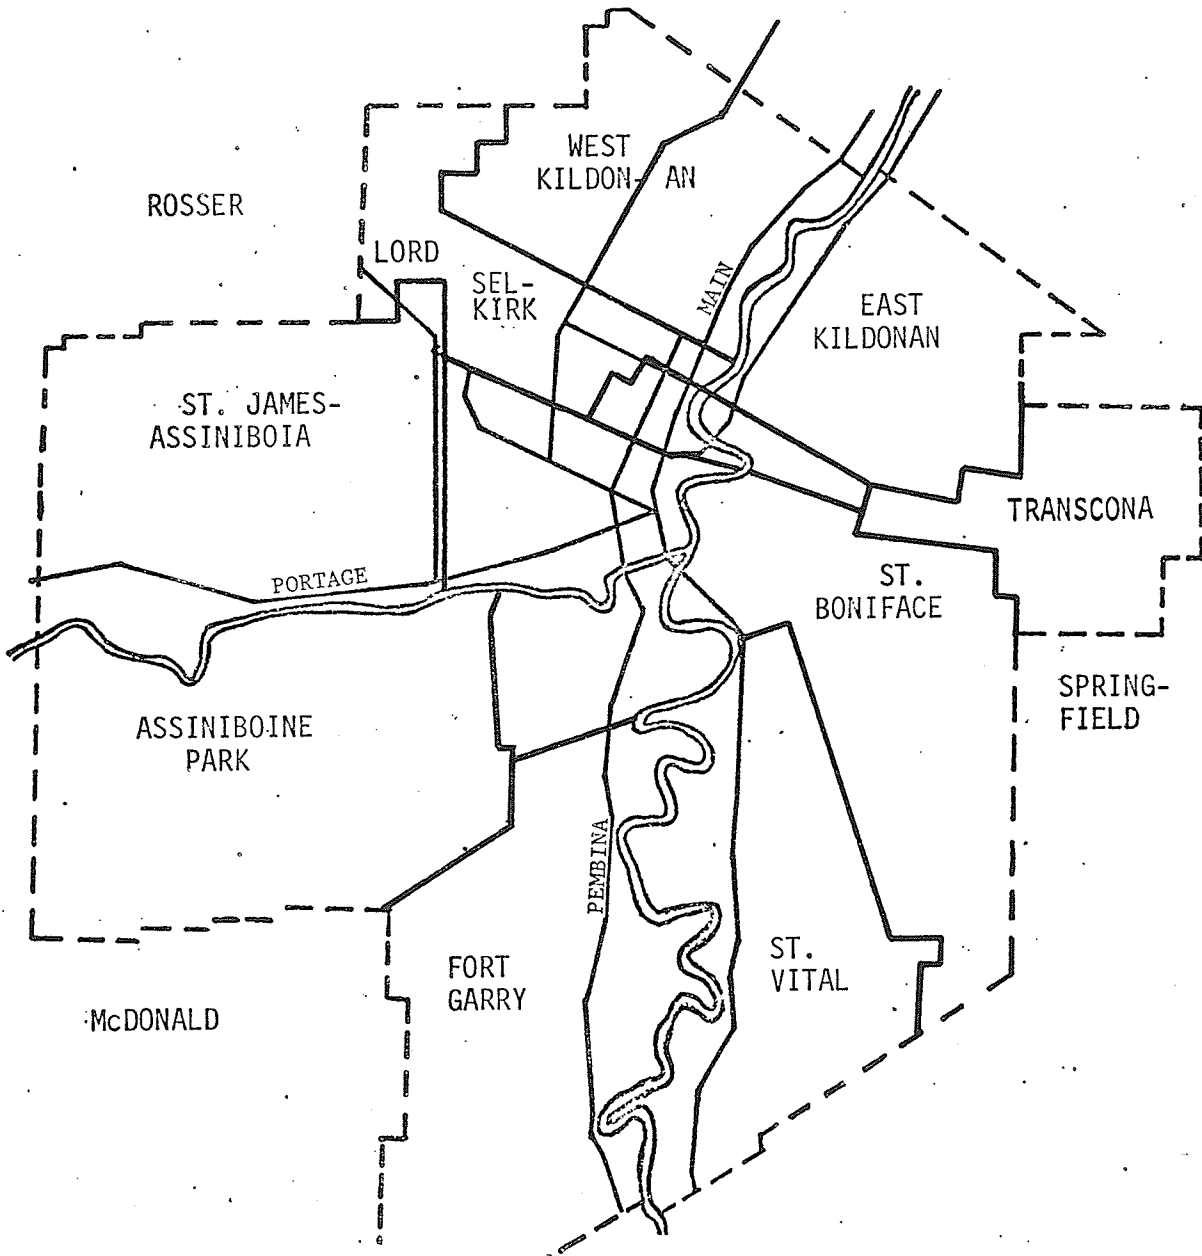 WEST
KILDON- AN
ROSSER
LORD
SEL-
KIRK
MAIN
EAST
KILDONAN
ST. JAMES-
ASSINIBOIA
TRANSCONA
PORTAGE
ST.
BONIFACE
SPRING-
FIELD
ASSINIBOINE
PARK
PEMBINA
FORT
GARRY
ST.
VITAL
McDONALD